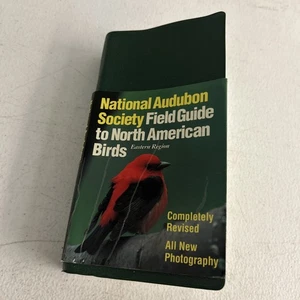 National Audubon
Society Field Guide
to North American
Birds Eastern Region
Completely
Revised
All New
Photography